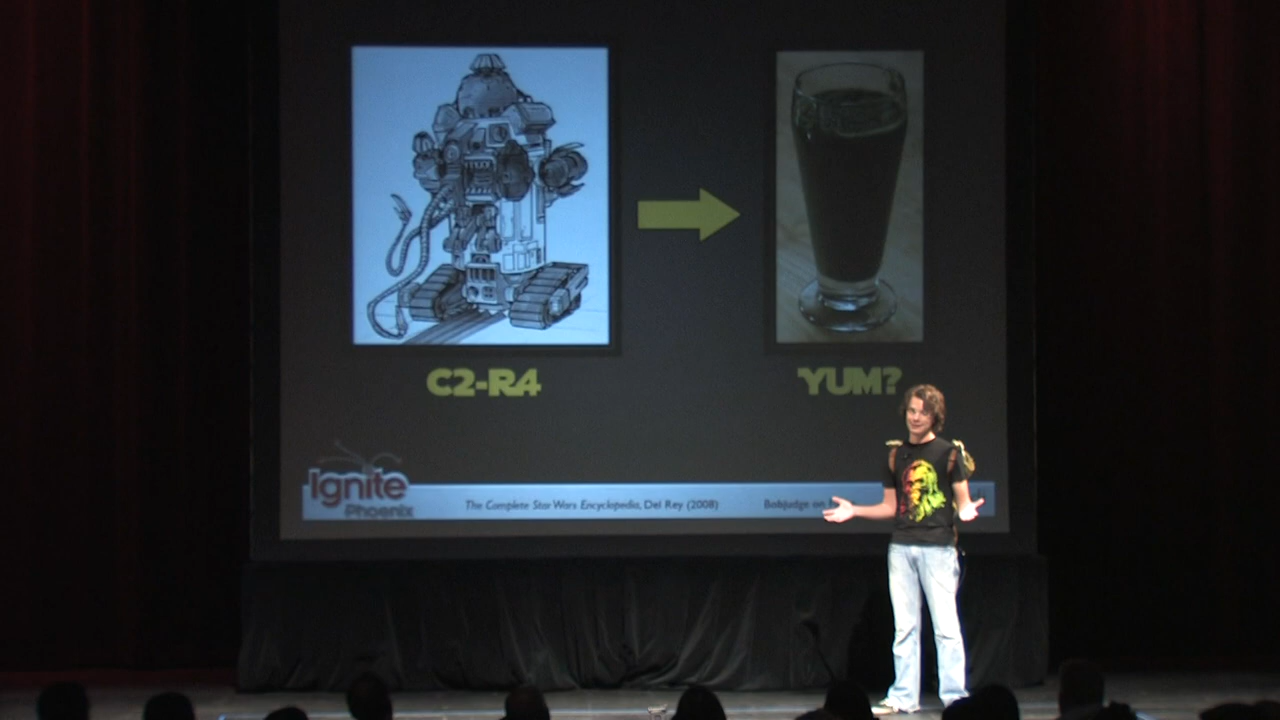 C2-R4
YUM?
Ignite
Phoenix
The Complete Star Wars Encyclopedia, Del Rey (2008)
Bobjudge on